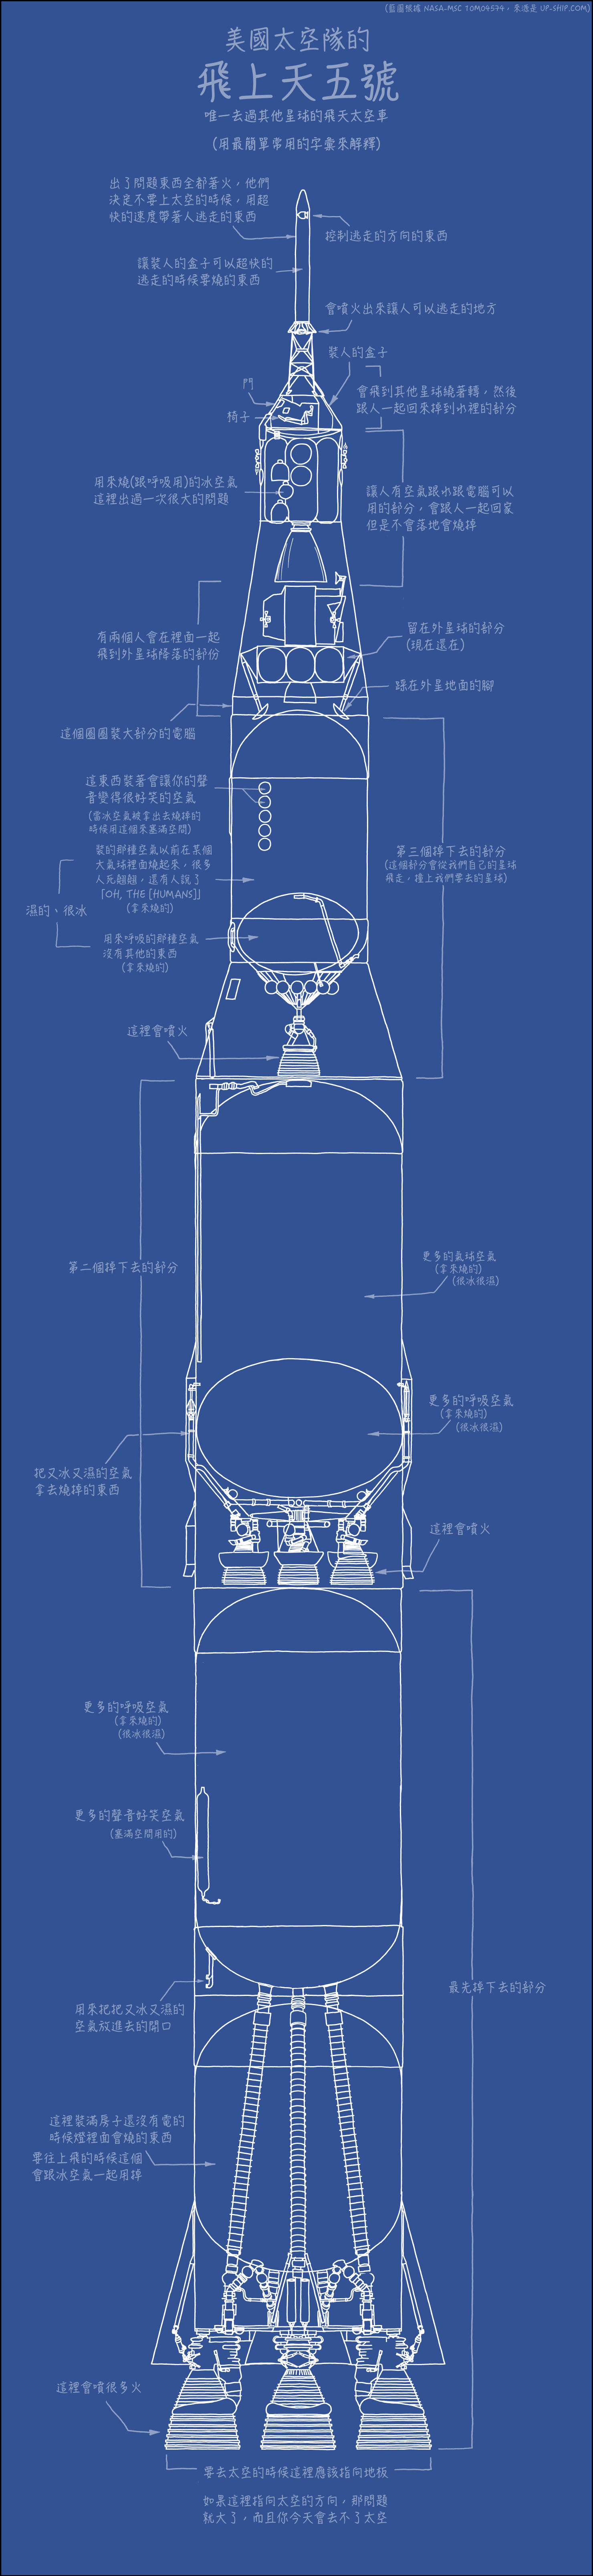 (藍圖根據 NASA-MSC 10M04574，來源是 UP-SHIP.COM)
美國太空隊的
飛上天五號
唯一去過其他星球的飛天太空車
(用最簡單常用的字彙來解釋)
出了問題東西全都著火，他們
決定不要上太空的時候，用超
快的速度帶著人逃走的東西
控制逃走的方向的東西
讓裝人的盒子可以超快的
逃走的時候要燒的東西
會噴火出來讓人可以逃走的地方
裝人的盒子
門
椅子
會飛到其他星球繞著轉，然後
跟人一起回來掉到水裡的部分
用來燒(跟呼吸用)的冰空氣
這裡出過一次很大的問題
讓人有空氣跟水跟電腦可以
用的部分，會跟人一起回家
但是不會落地會燒掉
有兩個人會在裡面一起
飛到外星球降落的部份
留在外星球的部分
(現在還在)
踩在外星地面的腳
這個圈圈裝大部分的電腦
這東西裝著會讓你的聲
音變得很好笑的空氣
(當冰空氣被拿出去燒掉的
時候用這個來塞滿空間)
第三個掉下去的部分
(這個部分會從我們自己的星球
飛走，撞上我們要去的星球)
裝的那種空氣以前在某個
大氣球裡面燒起來，很多
人死翹翹，還有人說了
「OH, THE [HUMANS]」
(拿來燒的)
濕的、很冰
用來呼吸的那種空氣
沒有其他的東西
(拿來燒的)
這裡會噴火
更多的氣球空氣
(拿來燒的)
(很冰很濕)
第二個掉下去的部分
更多的呼吸空氣
(拿來燒的)
(很冰很濕)
把又冰又濕的空氣
拿去燒掉的東西
這裡會噴火
更多的呼吸空氣
(拿來燒的)
(很冰很濕)
更多的聲音好笑空氣
(塞滿空間用的)
最先掉下去的部分
用來把把又冰又濕的
空氣放進去的開口
這裡裝滿房子還沒有電的
時候燈裡面會燒的東西
要往上飛的時候這個
會跟冰空氣一起用掉
這裡會噴很多火
要去太空的時候這裡應該指向地板
如果這裡指向太空的方向，那問題
就大了，而且你今天會去不了太空